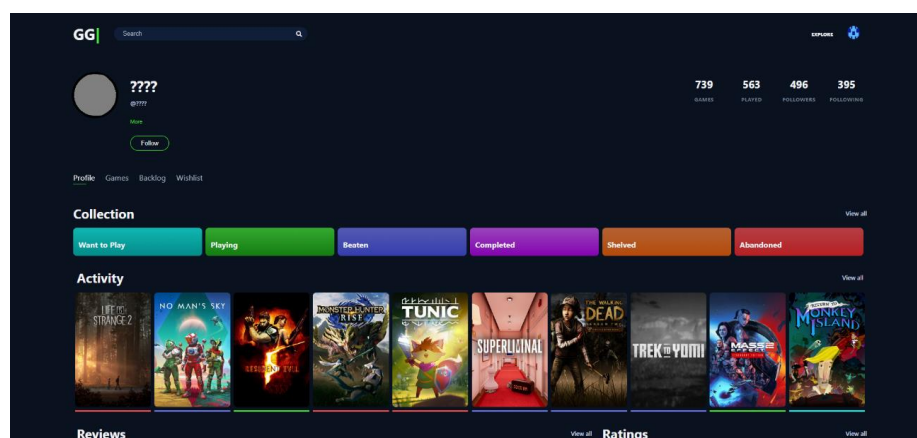 GG|
Search
EXPLORE
????
@????
More
Follow
739 563 496 395
GAMES PLAYED FOLLOWERS FOLLOWING
Profile Games Backlog Wishlist
Collection View all
Want to Play Playing Beaten Completed Shelved Abandoned
Activity View all
LIFE IS STRANGE 2
NO MAN'S SKY
RESIDENT EVIL 5
MONSTER HUNTER RISE
TUNIC
SUPERLIMINAL
THE WALKING DEAD
TREK TO YOMI
MASS EFFECT
RETURN TO MONKEY ISLAND
Reviews View all Ratings View all